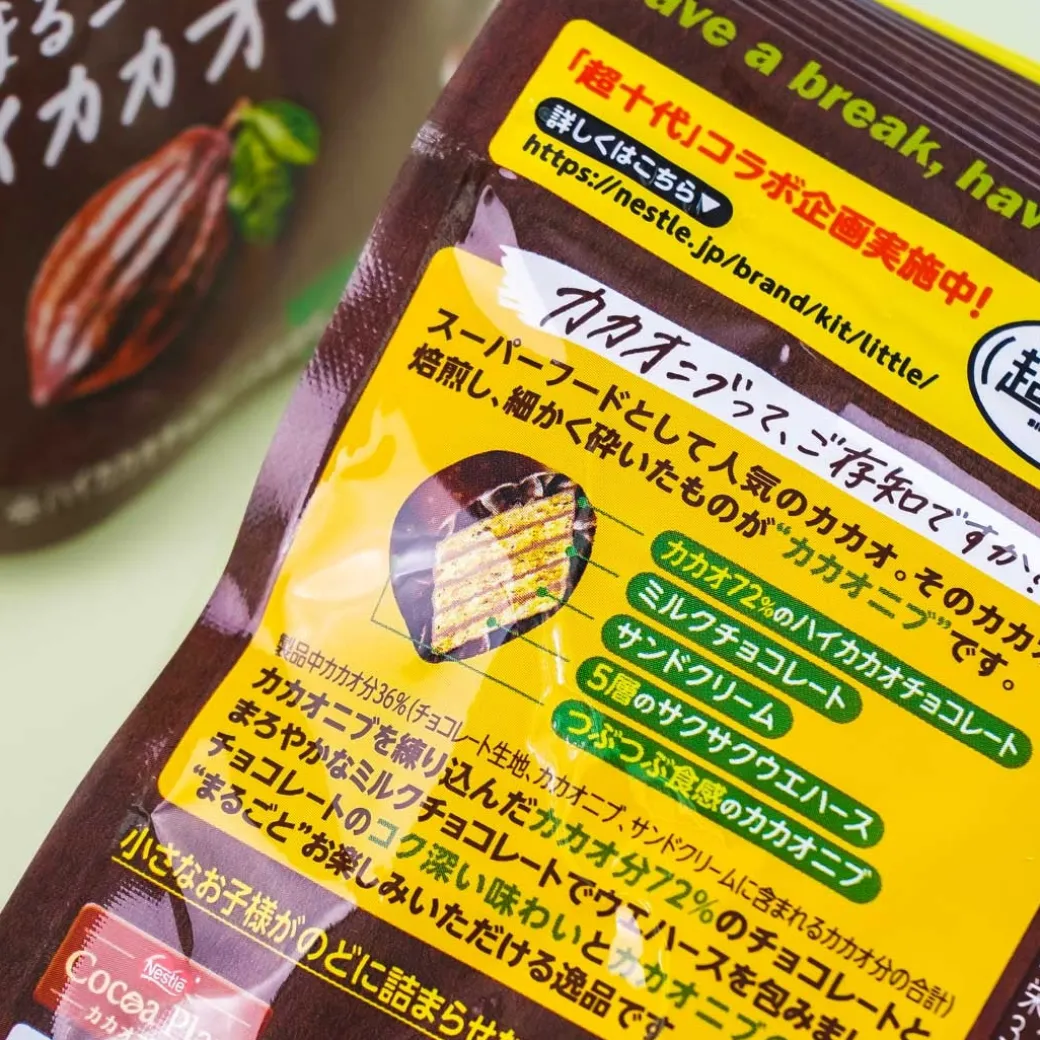 まるご
イカカオ
ave a break, hav
「超十代」コラボ企画実施中!
詳しくはこちら▼
https://nestle.jp/brand/kit/little/
超
カカオニブって、ご存知ですか?
スーパーフードとして人気のカカオ。そのカカ
焙煎し、細かく砕いたものが“カカオニブ”です。
カカオ72%のハイカカオチョコレート
ミルクチョコレート
サンドクリーム
5層のサクサクウエハース
つぶつぶ食感のカカオニブ
製品中カカオ分36%(チョコレート生地、カカオニブ、サンドクリームに含まれるカカオ分の合計)
カカオニブを練り込んだカカオ分72%のチョコレートと
まろやかなミルクチョコレートでウエハースを包みまし
チョコレートのコク深い味わいとカカオニブの
“まるごと”お楽しみいただける逸品です
小さなお子様がのどに詰まらせな
Nestle
Cocoa Pla
カカオ
栄
3